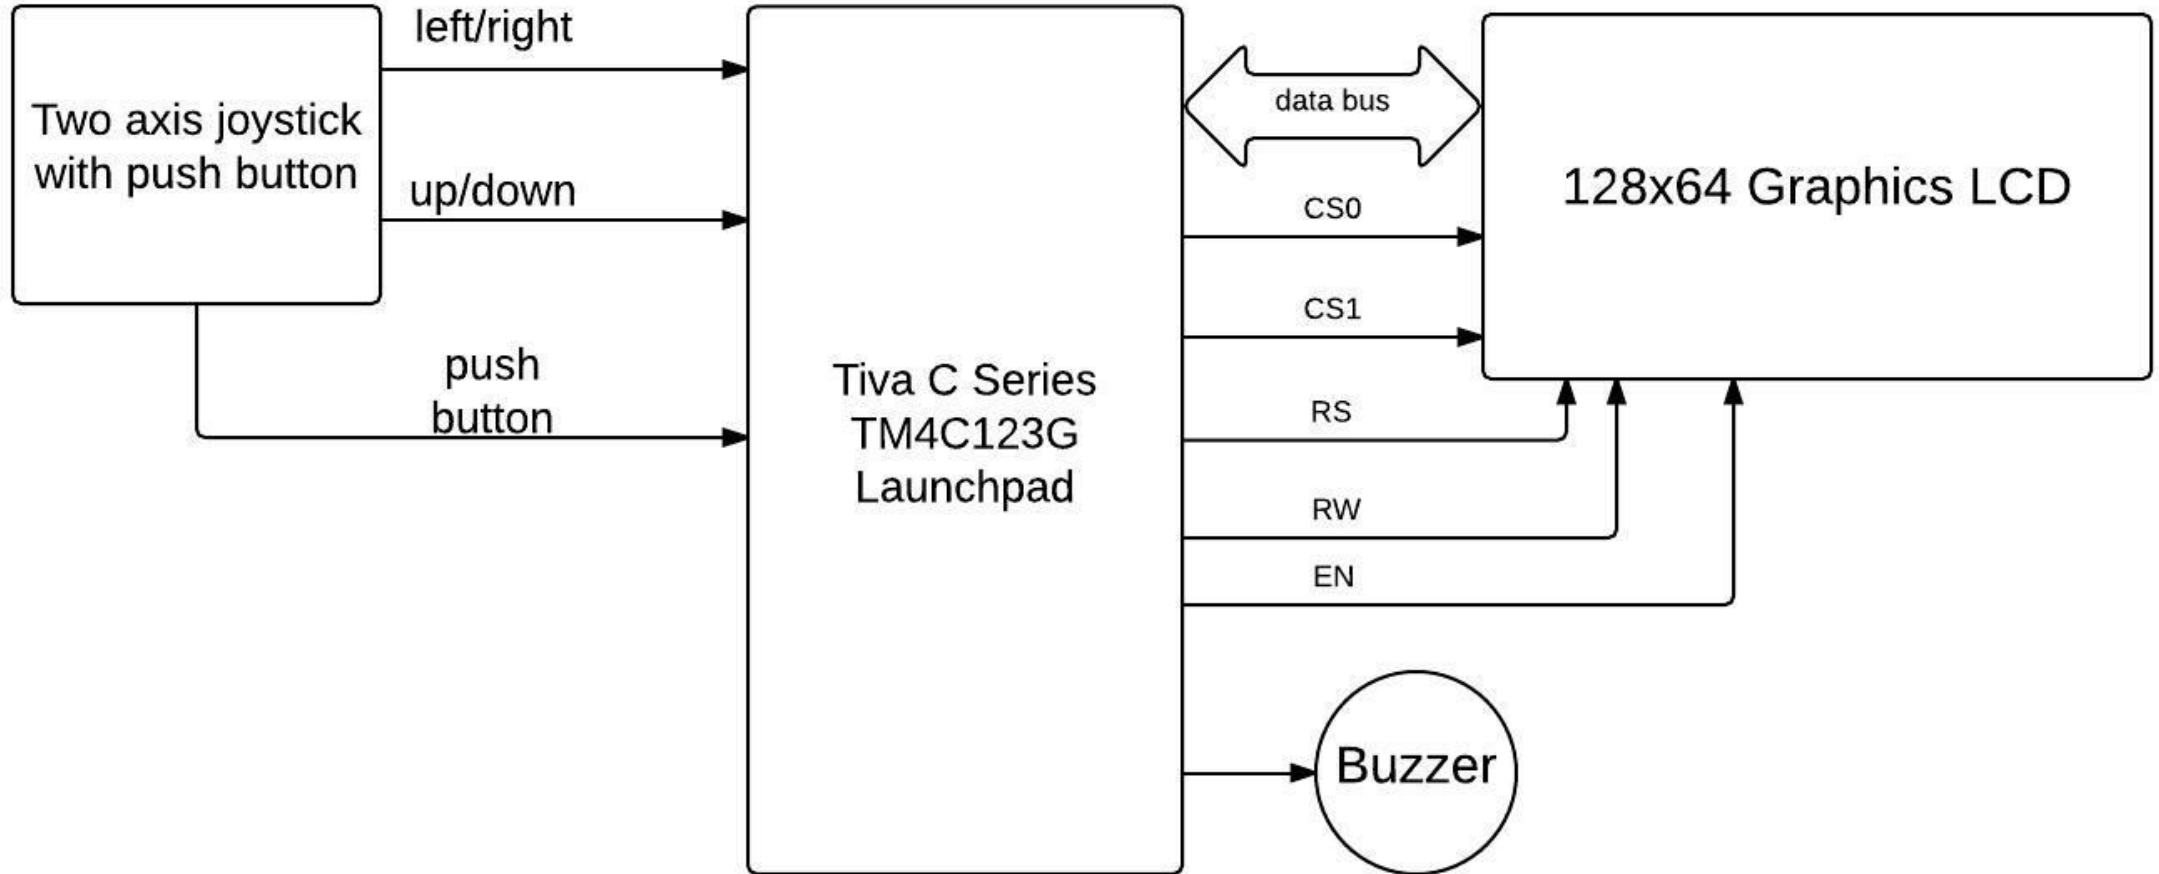 left/right
Two axis joystick
with push button
up/down
push
button
Tiva C Series
TM4C123G
Launchpad
data bus
128x64 Graphics LCD
CS0
CS1
RS
RW
EN
Buzzer